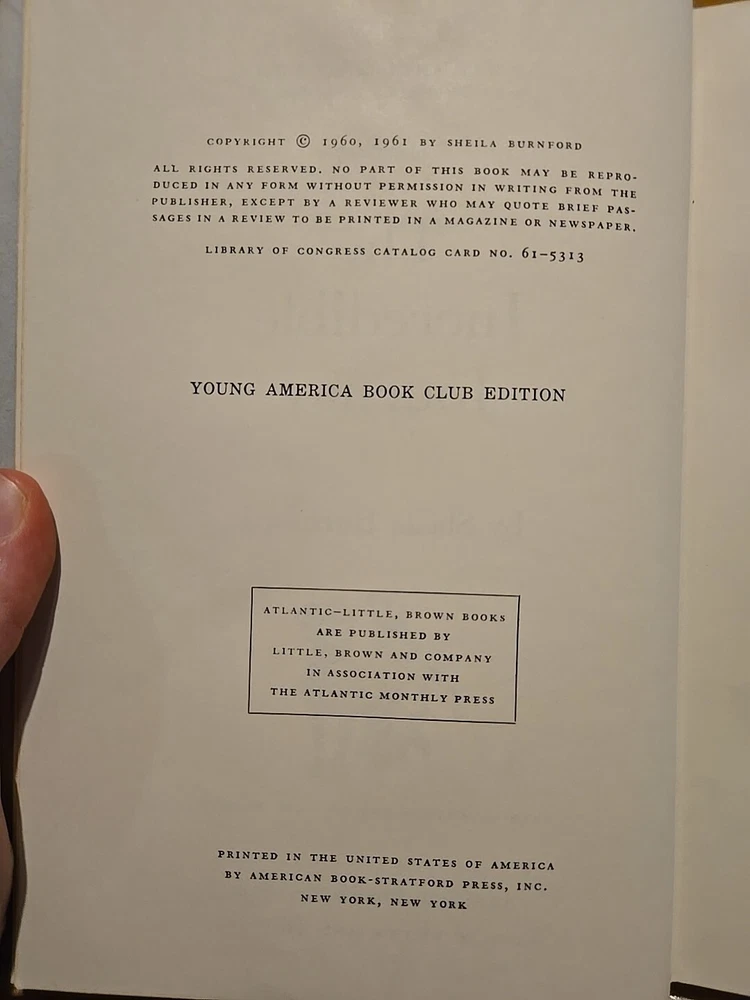 COPYRIGHT © 1960, 1961 BY SHEILA BURNFORD
ALL RIGHTS RESERVED. NO PART OF THIS BOOK MAY BE REPRO-
DUCED IN ANY FORM WITHOUT PERMISSION IN WRITING FROM THE
PUBLISHER, EXCEPT BY A REVIEWER WHO MAY QUOTE BRIEF PAS-
SAGES IN A REVIEW TO BE PRINTED IN A MAGAZINE OR NEWSPAPER.
LIBRARY OF CONGRESS CATALOG CARD NO. 61-5313
YOUNG AMERICA BOOK CLUB EDITION
ATLANTIC-LITTLE, BROWN BOOKS
ARE PUBLISHED BY
LITTLE, BROWN AND COMPANY
IN ASSOCIATION WITH
THE ATLANTIC MONTHLY PRESS
PRINTED IN THE UNITED STATES OF AMERICA
BY AMERICAN BOOK-STRATFORD PRESS, INC.
NEW YORK, NEW YORK